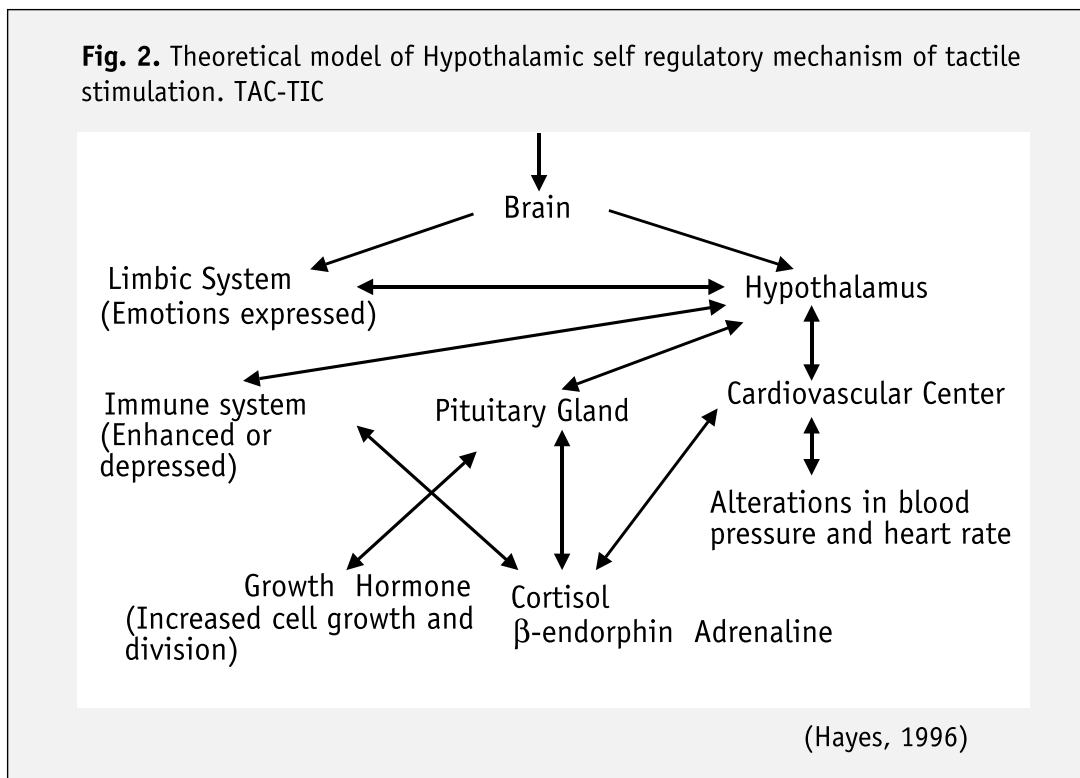 Fig. 2. Theoretical model of Hypothalamic self regulatory mechanism of tactile
stimulation. TAC-TIC
Brain
Limbic System
(Emotions expressed)
Hypothalamus
Immune system
(Enhanced or
depressed)
Pituitary Gland
Cardiovascular Center
Alterations in blood
pressure and heart rate
Growth Hormone
(Increased cell growth and
division)
Cortisol
β-endorphin Adrenaline
(Hayes, 1996)